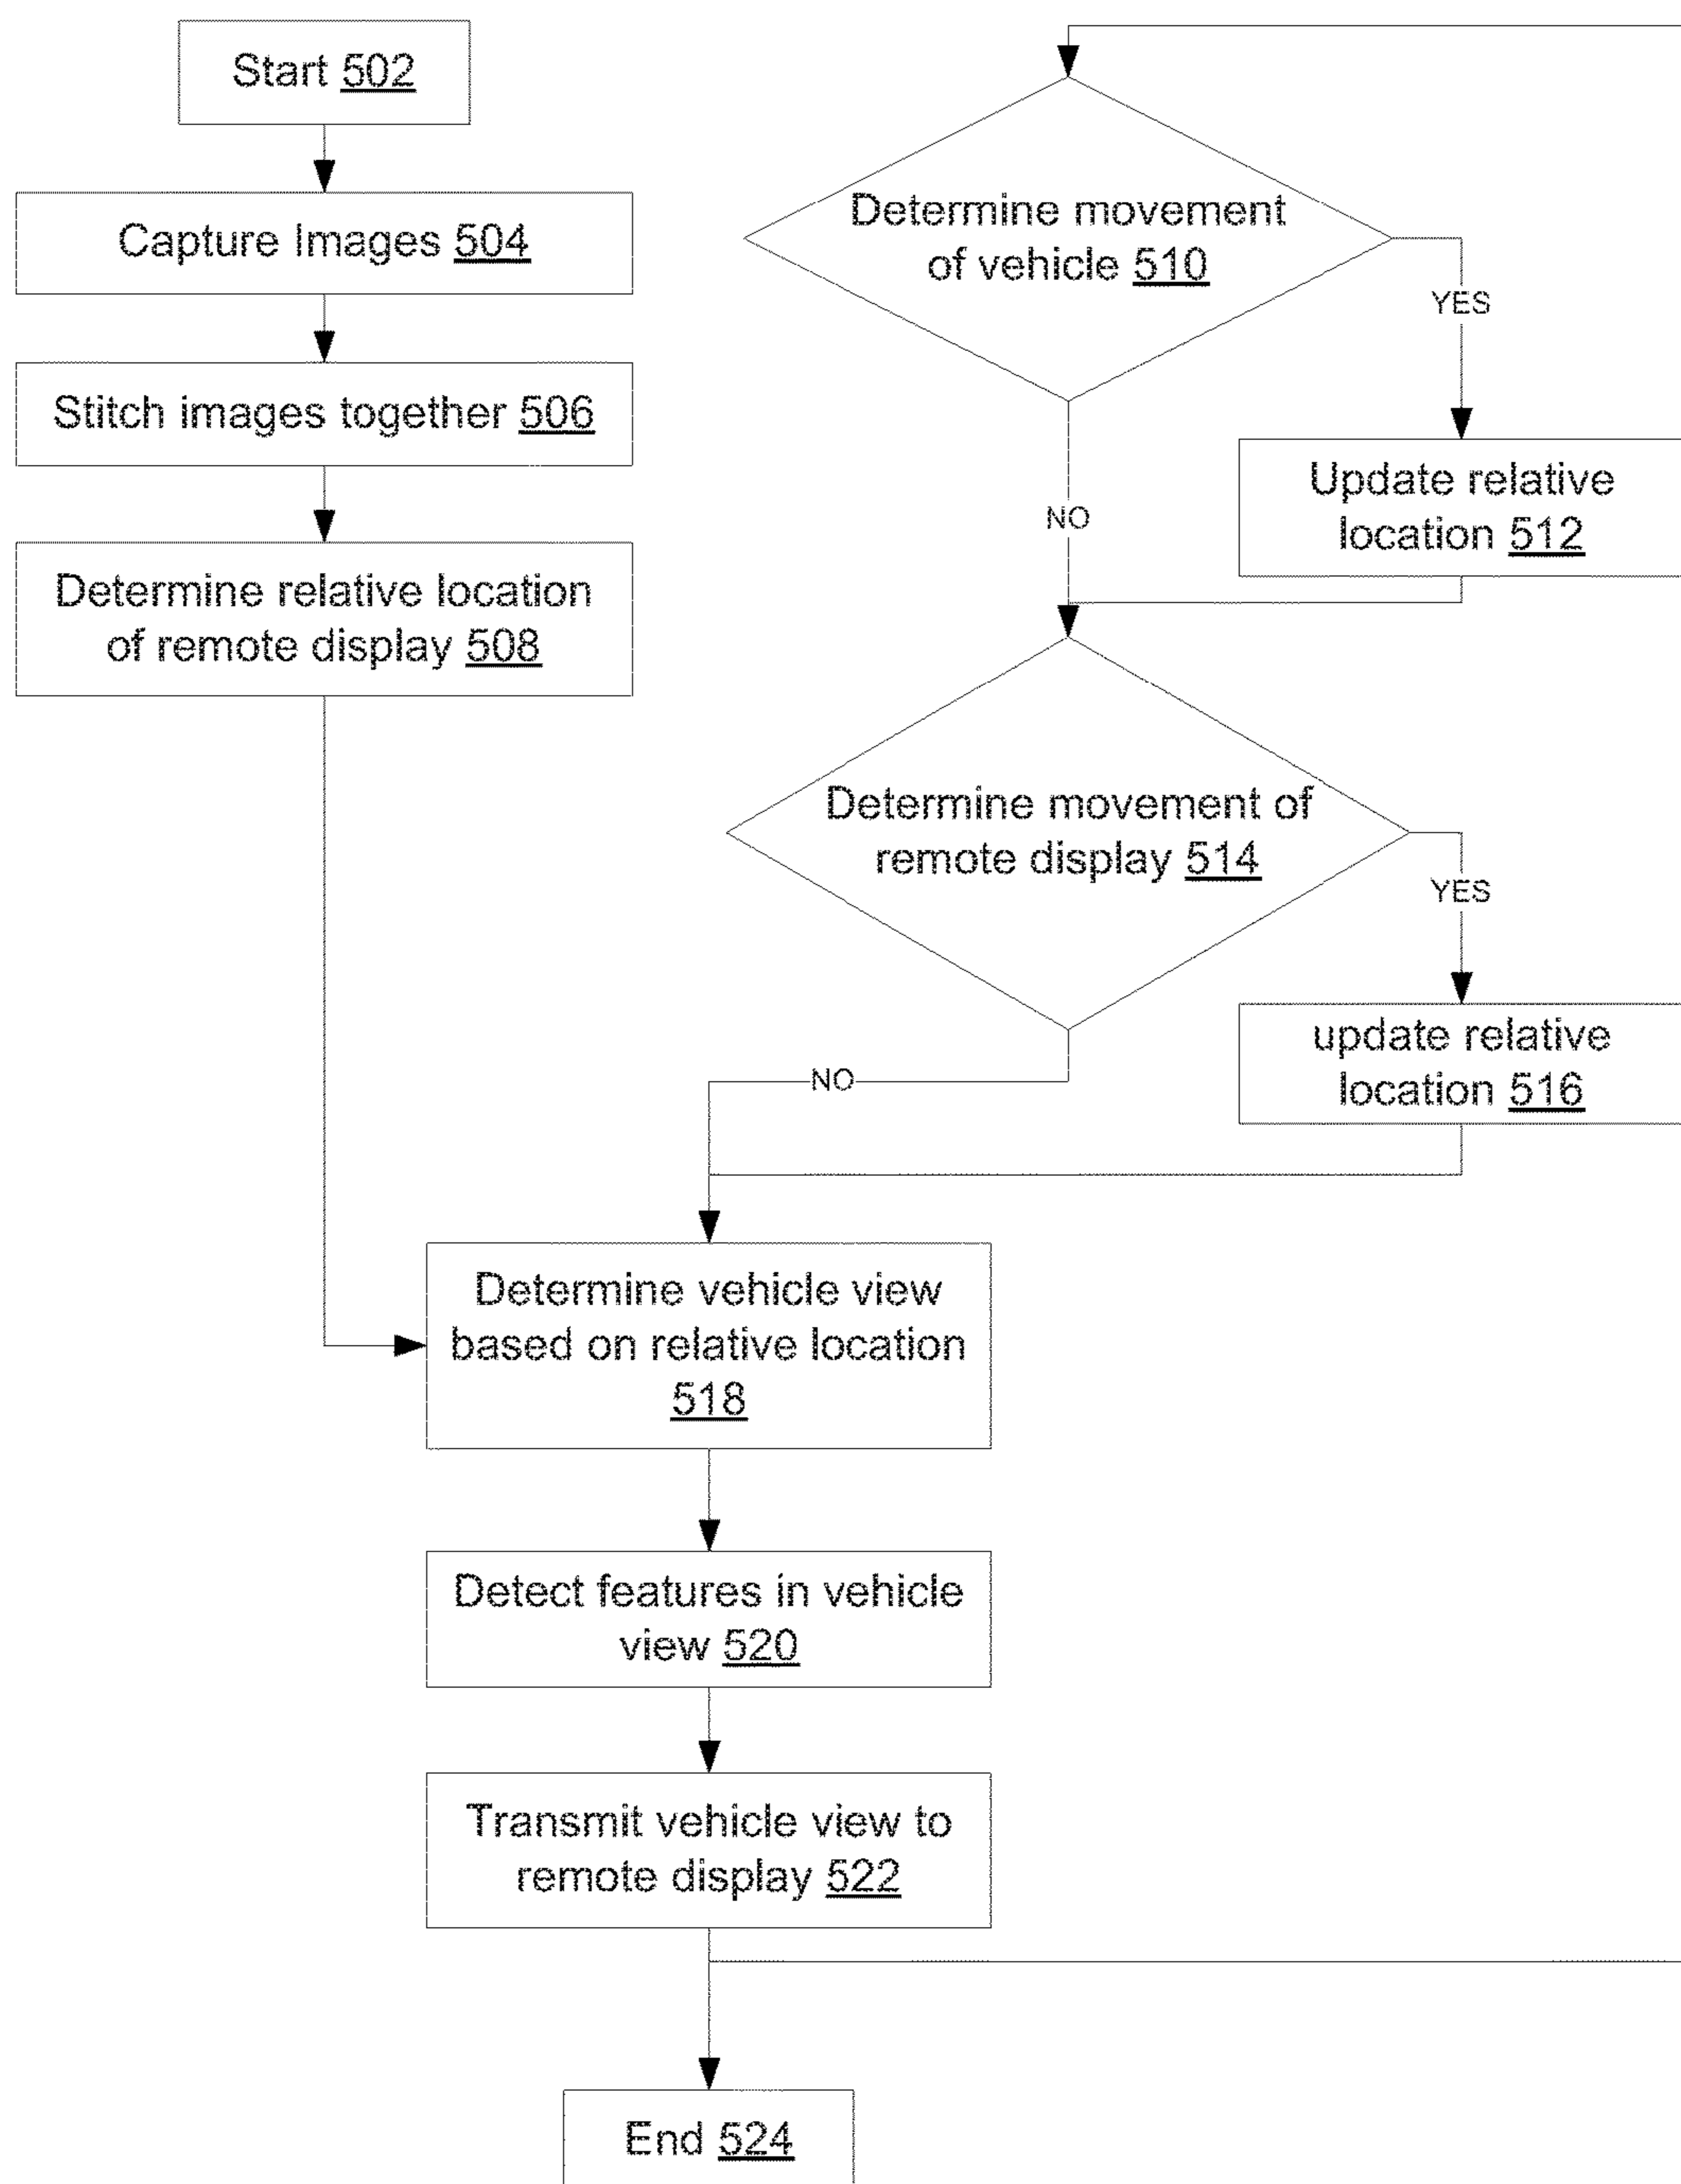 Start 502
Capture Images 504
Stitch images together 506
Determine relative location
of remote display 508
Determine movement
of vehicle 510
YES
NO
Update relative
location 512
Determine movement of
remote display 514
YES
NO
update relative
location 516
Determine vehicle view
based on relative location
518
Detect features in vehicle
view 520
Transmit vehicle view to
remote display 522
End 524